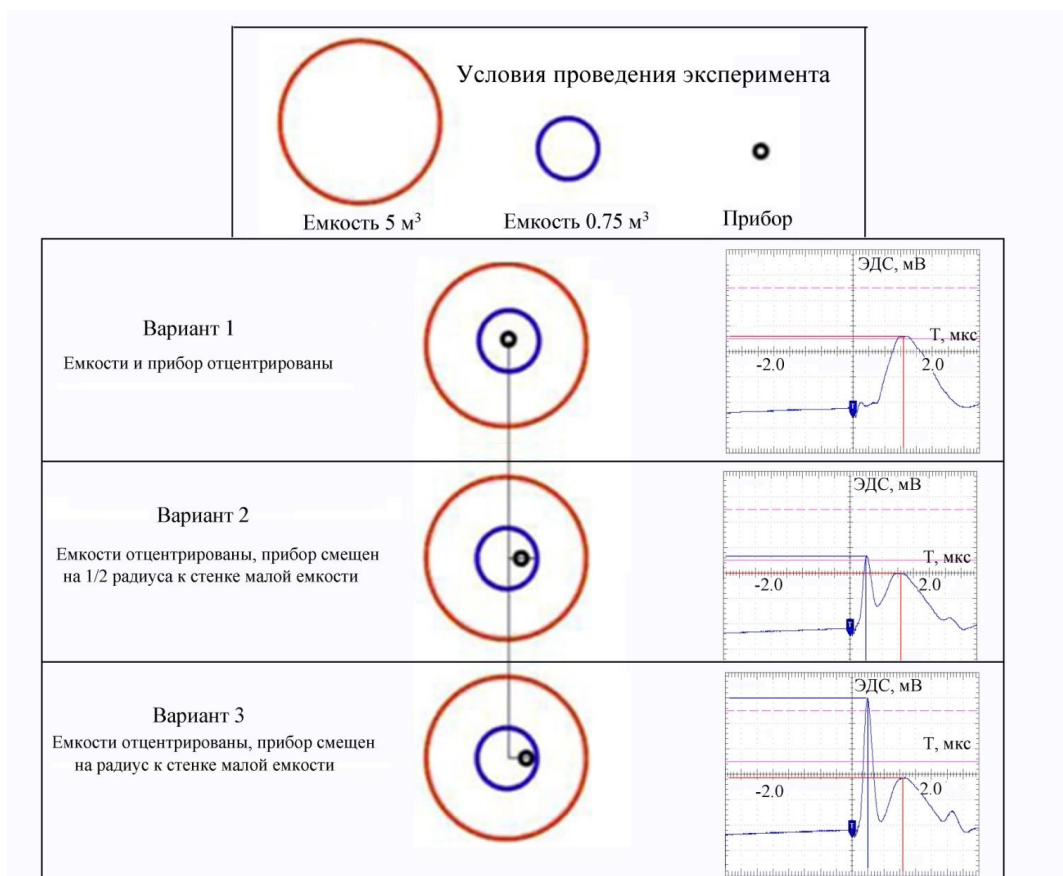 Условия проведения эксперимента
Емкость 5 м³
Емкость 0.75 м³
Прибор
Вариант 1
Емкости и прибор отцентрированы
ЭДС, мВ
Т, мкс
-2.0
2.0
Вариант 2
Емкости отцентрированы, прибор смещен
на 1/2 радиуса к стенке малой емкости
ЭДС, мВ
Т, мкс
-2.0
2.0
Вариант 3
Емкости отцентрированы, прибор смещен
на радиус к стенке малой емкости
ЭДС, мВ
Т, мкс
-2.0
2.0